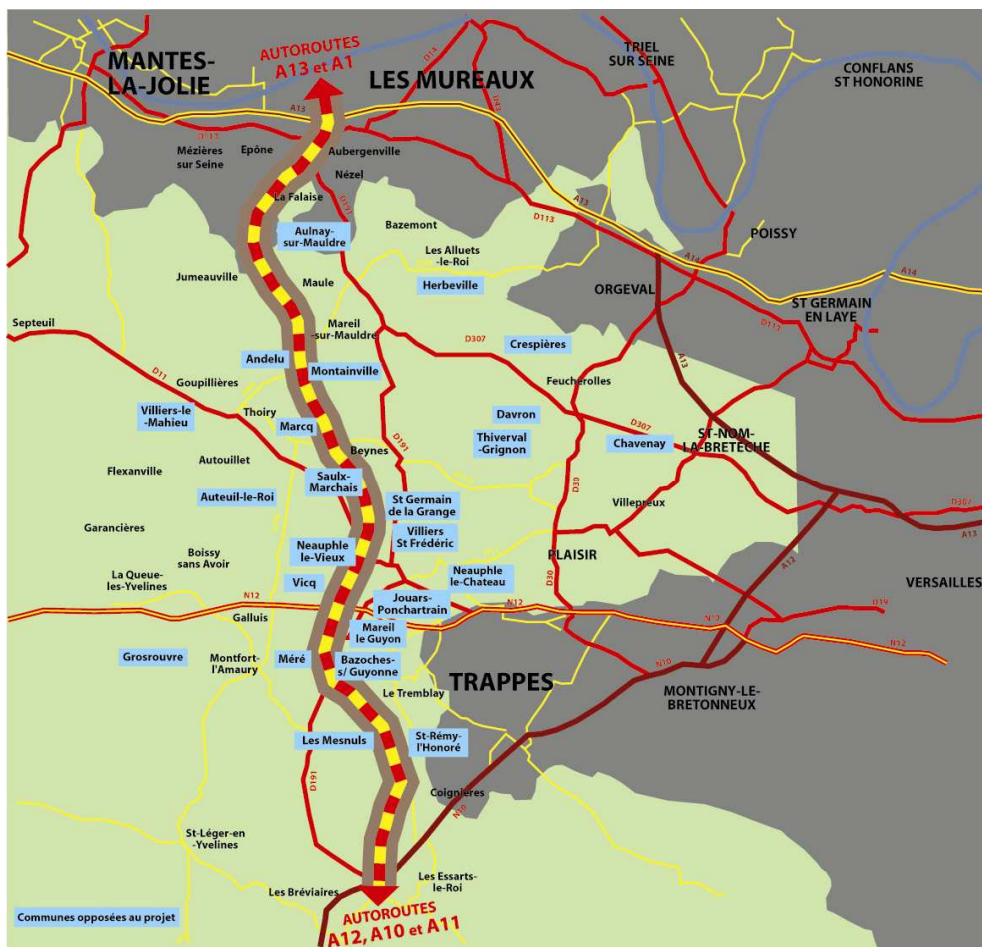 MANTES-
LA-JOLIE
AUTOROUTES
A13 et A1
LES MUREAUX
TRIEL
SUR SEINE
CONFLANS
ST HONORINE
D14
D43
A13
D113
Mézières
sur Seine
Epône
Aubergenville
Nézel
La Falaise
D191
A13
D113
Aulnay-
sur-Mauldre
Bazemont
Les Alluets
-le-Roi
Herbeville
POISSY
ORGEVAL
A14
A14
ST GERMAIN
EN LAYE
D113
Jumeauville
Maule
Septeuil
Mareil
-sur-Mauldre
D307
Crespières
A13
Andelu
Montainville
Goupillières
D11
Feucherolles
Villiers-le
-Mahieu
Thoiry
Marcq
Davron
D307
Thiverval
-Grignon
Chavenay
ST-NOM-
LA-BRETÈCHE
D191
Beynes
Flexanville
Autouillet
Saulx-
Marchais
Auteuil-le-Roi
St Germain
de la Grange
D30
Villepreux
D307
A13
Garancières
Villiers
St Frédéric
Neauphle
le-Vieux
Boissy
sans Avoir
PLAISIR
A12
La Queue-
les-Yvelines
Vicq
Neauphle
le-Chateau
D30
VERSAILLES
N12
Jouars-
Ponchartrain
N12
D19
Galluis
Mareil
le Guyon
N12
N12
Grosrouvre
Montfort-
l'Amaury
Méré
Bazoches-
s/ Guyonne
TRAPPES
N10
Le Tremblay
MONTIGNY-LE-
BRETONNEUX
Les Mesnuls
St-Rémy-
l'Honoré
D191
Coignières
N10
St-Léger-en
-Yvelines
Les Bréviaires
Les Essarts-
le-Roi
Communes opposées au projet
AUTOROUTES
A12, A10 et A11